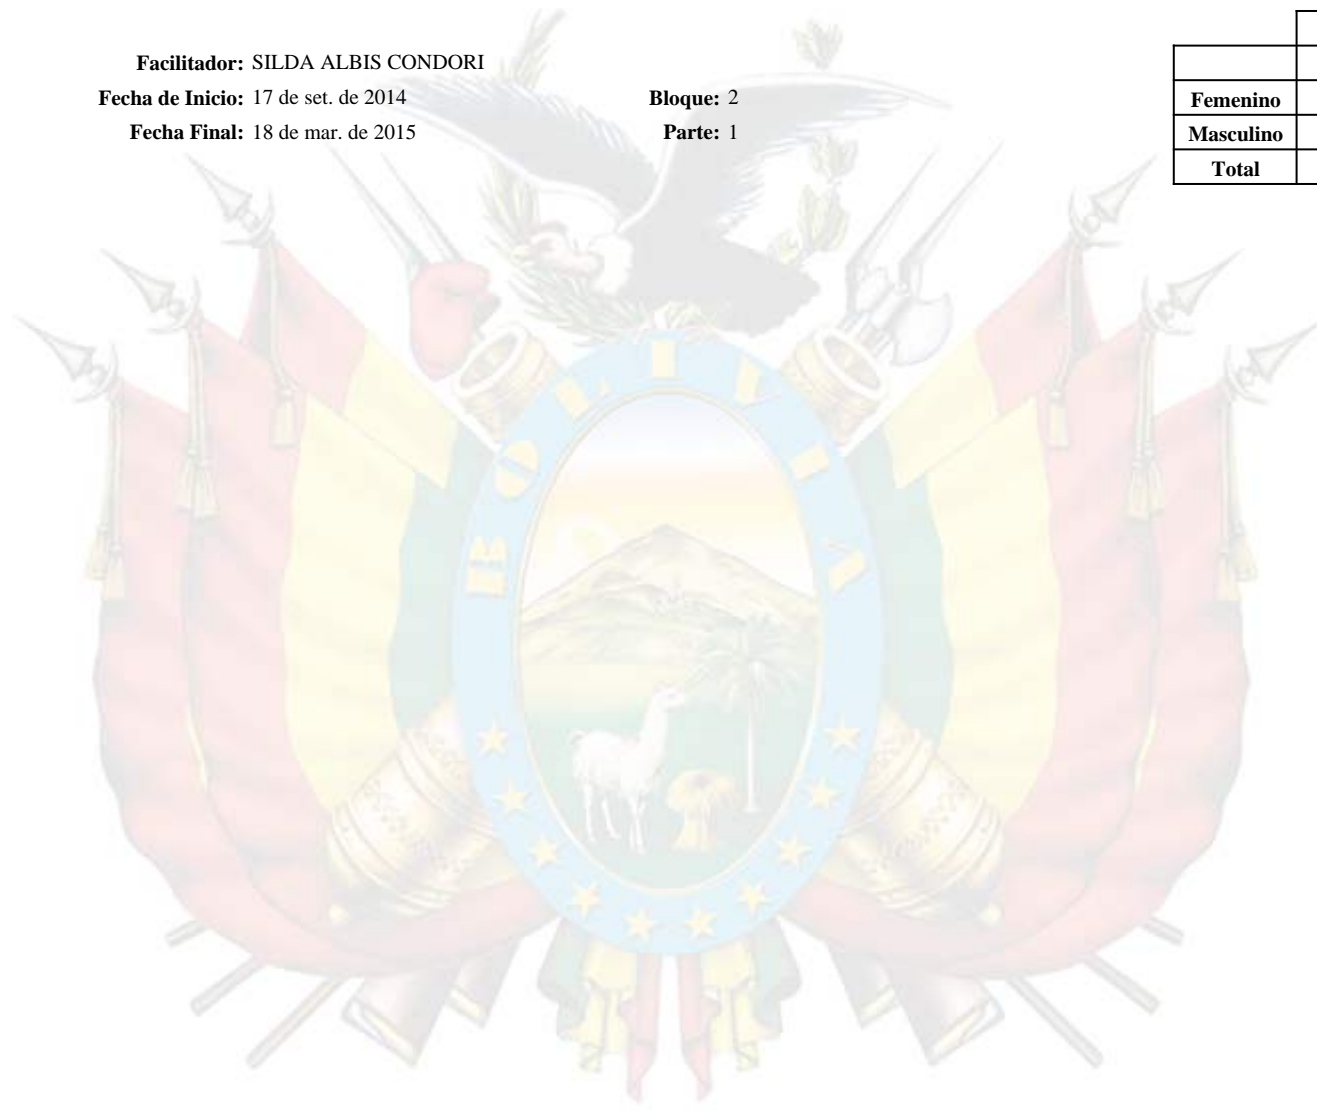 Facilitador: SILDA ALBIS CONDORI
Fecha de Inicio: 17 de set. de 2014 Bloque: 2
Fecha Final: 18 de mar. de 2015 Parte: 1
Femenino
Masculino
Total
BOLIVIA